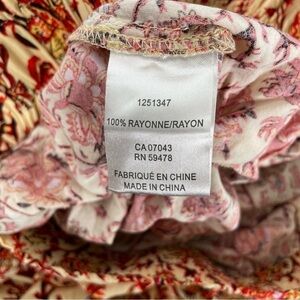 1251347
100% RAYONNE/RAYON
CA 07043
RN 59478
FABRIQUÉ EN CHINE
MADE IN CHINA